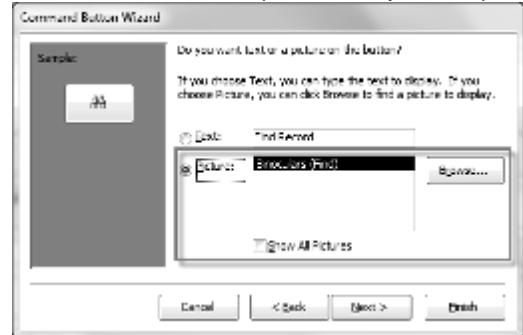 Command Button Wizard
Sample:
Do you want text or a picture on the button?
If you choose Text, you can type the text to display. If you
choose Picture, you can click Browse to find a picture to display.
Text:
Find Record
Picture:
Binoculars (Find)
Browse...
Show All Pictures
Cancel
< Back
Next >
Finish